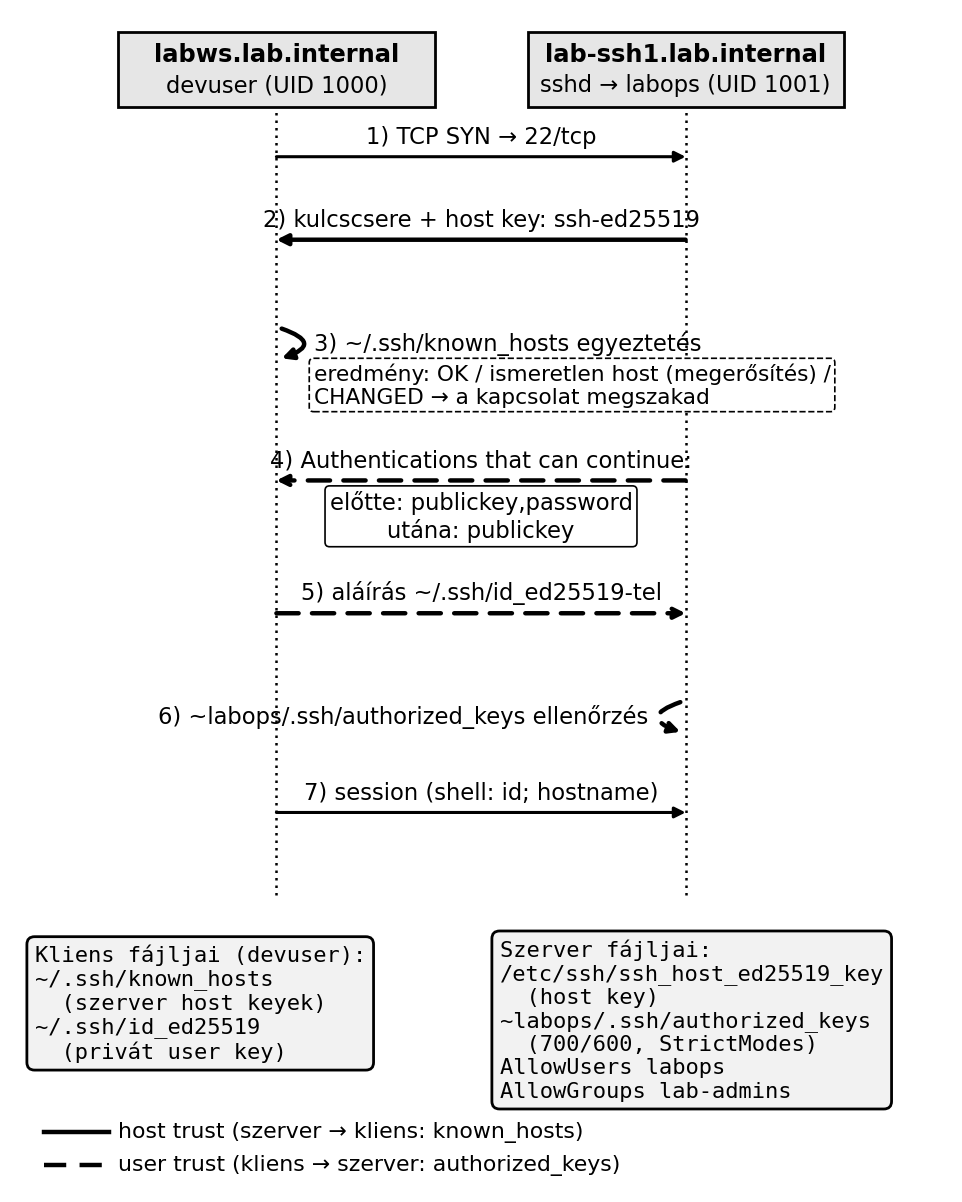 labws.lab.internal
devuser (UID 1000)
lab-ssh1.lab.internal
sshd → labops (UID 1001)
1) TCP SYN → 22/tcp
2) kulcscsere + host key: ssh-ed25519
3) ~/.ssh/known_hosts egyeztetés
eredmény: OK / ismeretlen host (megerősítés) /
CHANGED → a kapcsolat megszakad
4) Authentications that can continue:
előtte: publickey,password
utána: publickey
5) aláírás ~/.ssh/id_ed25519-tel
6) ~labops/.ssh/authorized_keys ellenőrzés
7) session (shell: id; hostname)
Kliens fájljai (devuser):
~/.ssh/known_hosts
(szerver host keyek)
~/.ssh/id_ed25519
(privát user key)
Szerver fájljai:
/etc/ssh/ssh_host_ed25519_key
(host key)
~labops/.ssh/authorized_keys
(700/600, StrictModes)
AllowUsers labops
AllowGroups lab-admins
host trust (szerver → kliens: known_hosts)
user trust (kliens → szerver: authorized_keys)